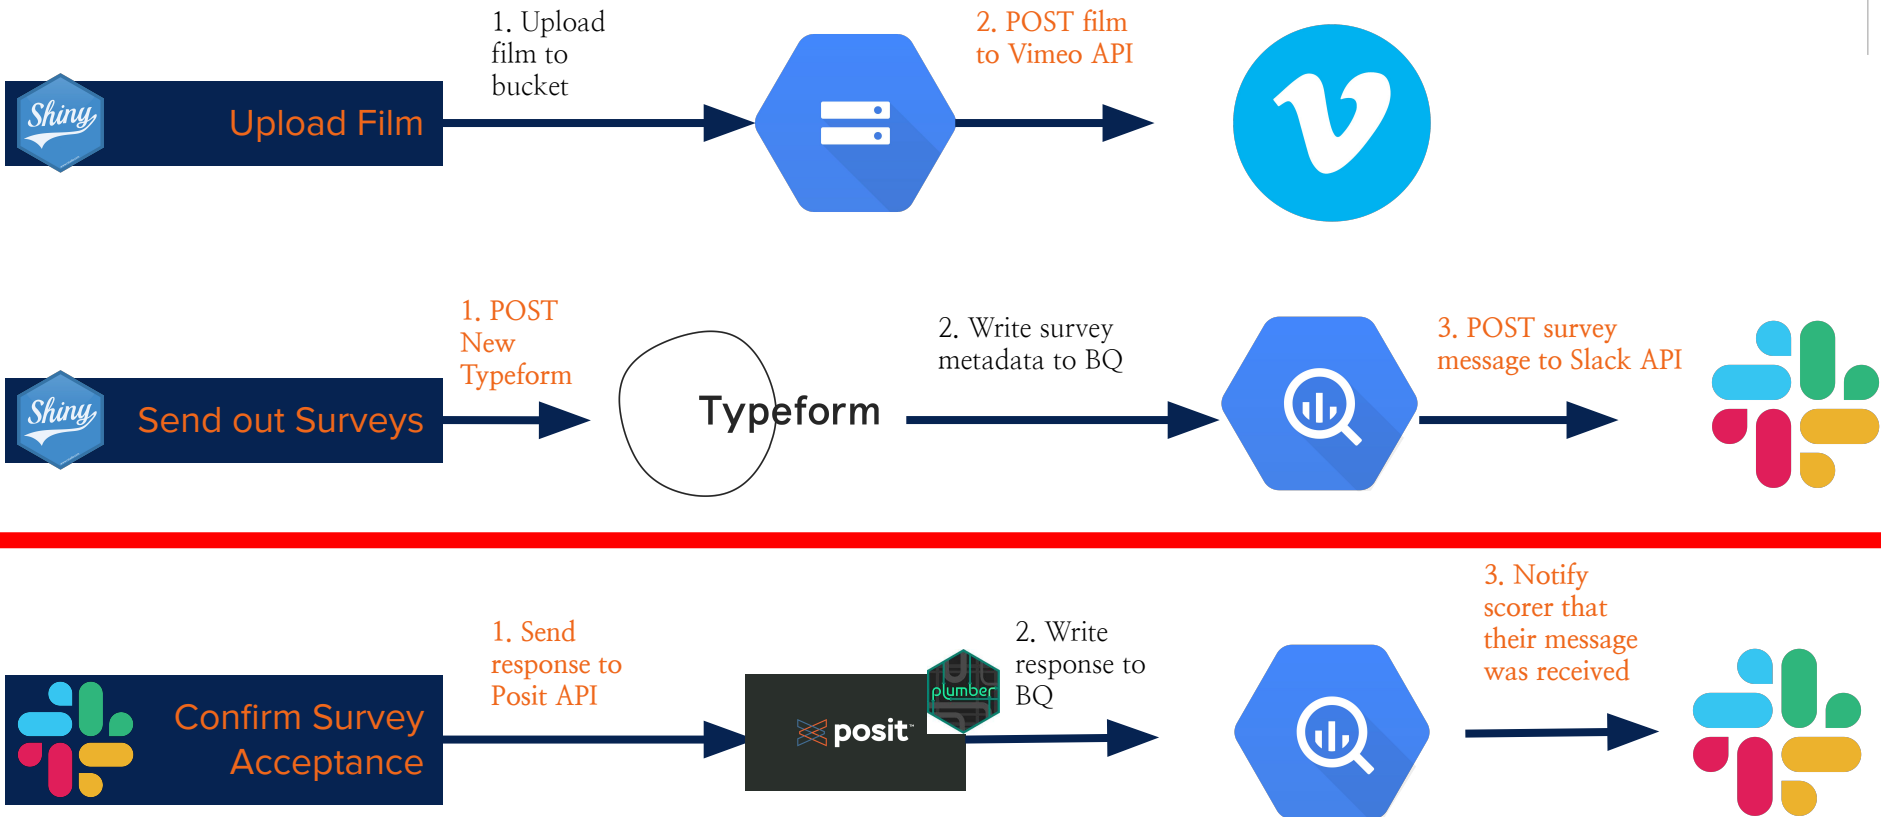 1. Upload
film to
bucket
2. POST film
to Vimeo API
Shiny
Upload Film
1. POST
New
Typeform
2. Write survey
metadata to BQ
3. POST survey
message to Slack API
Shiny
Send out Surveys
Typeform
3. Notify
scorer that
their message
was received
1. Send
response to
Posit API
2. Write
response to
BQ
plumber
Confirm Survey
Acceptance
posit™